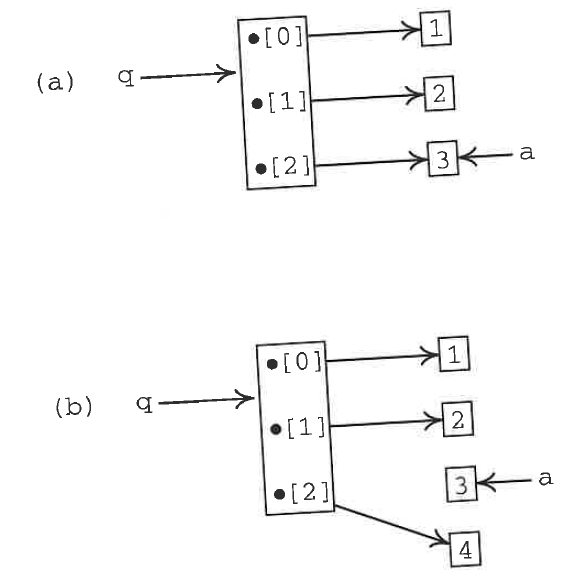 [0] 1
(a) q [1] 2
[2] 3 a
[0] 1
(b) q [1] 2
[2] 3 a
4